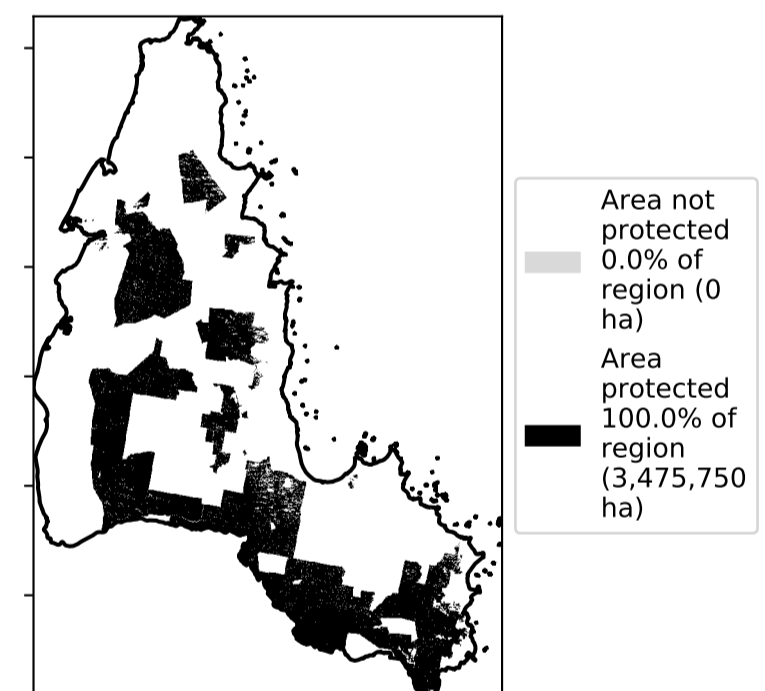 Area not
protected
0.0% of
region (0
ha)
Area
protected
100.0% of
region
(3,475,750
ha)